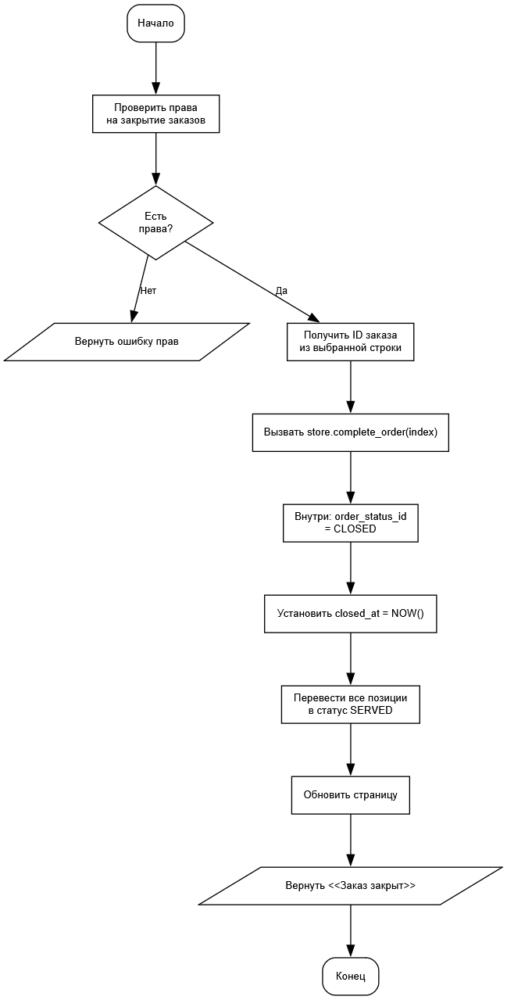 Начало
Проверить права
на закрытие заказов
Есть
права?
Нет
Да
Вернуть ошибку прав
Получить ID заказа
из выбранной строки
Вызвать store.complete_order(index)
Внутри: order_status_id
= CLOSED
Установить closed_at = NOW()
Перевести все позиции
в статус SERVED
Обновить страницу
Вернуть <<Заказ закрыт>>
Конец